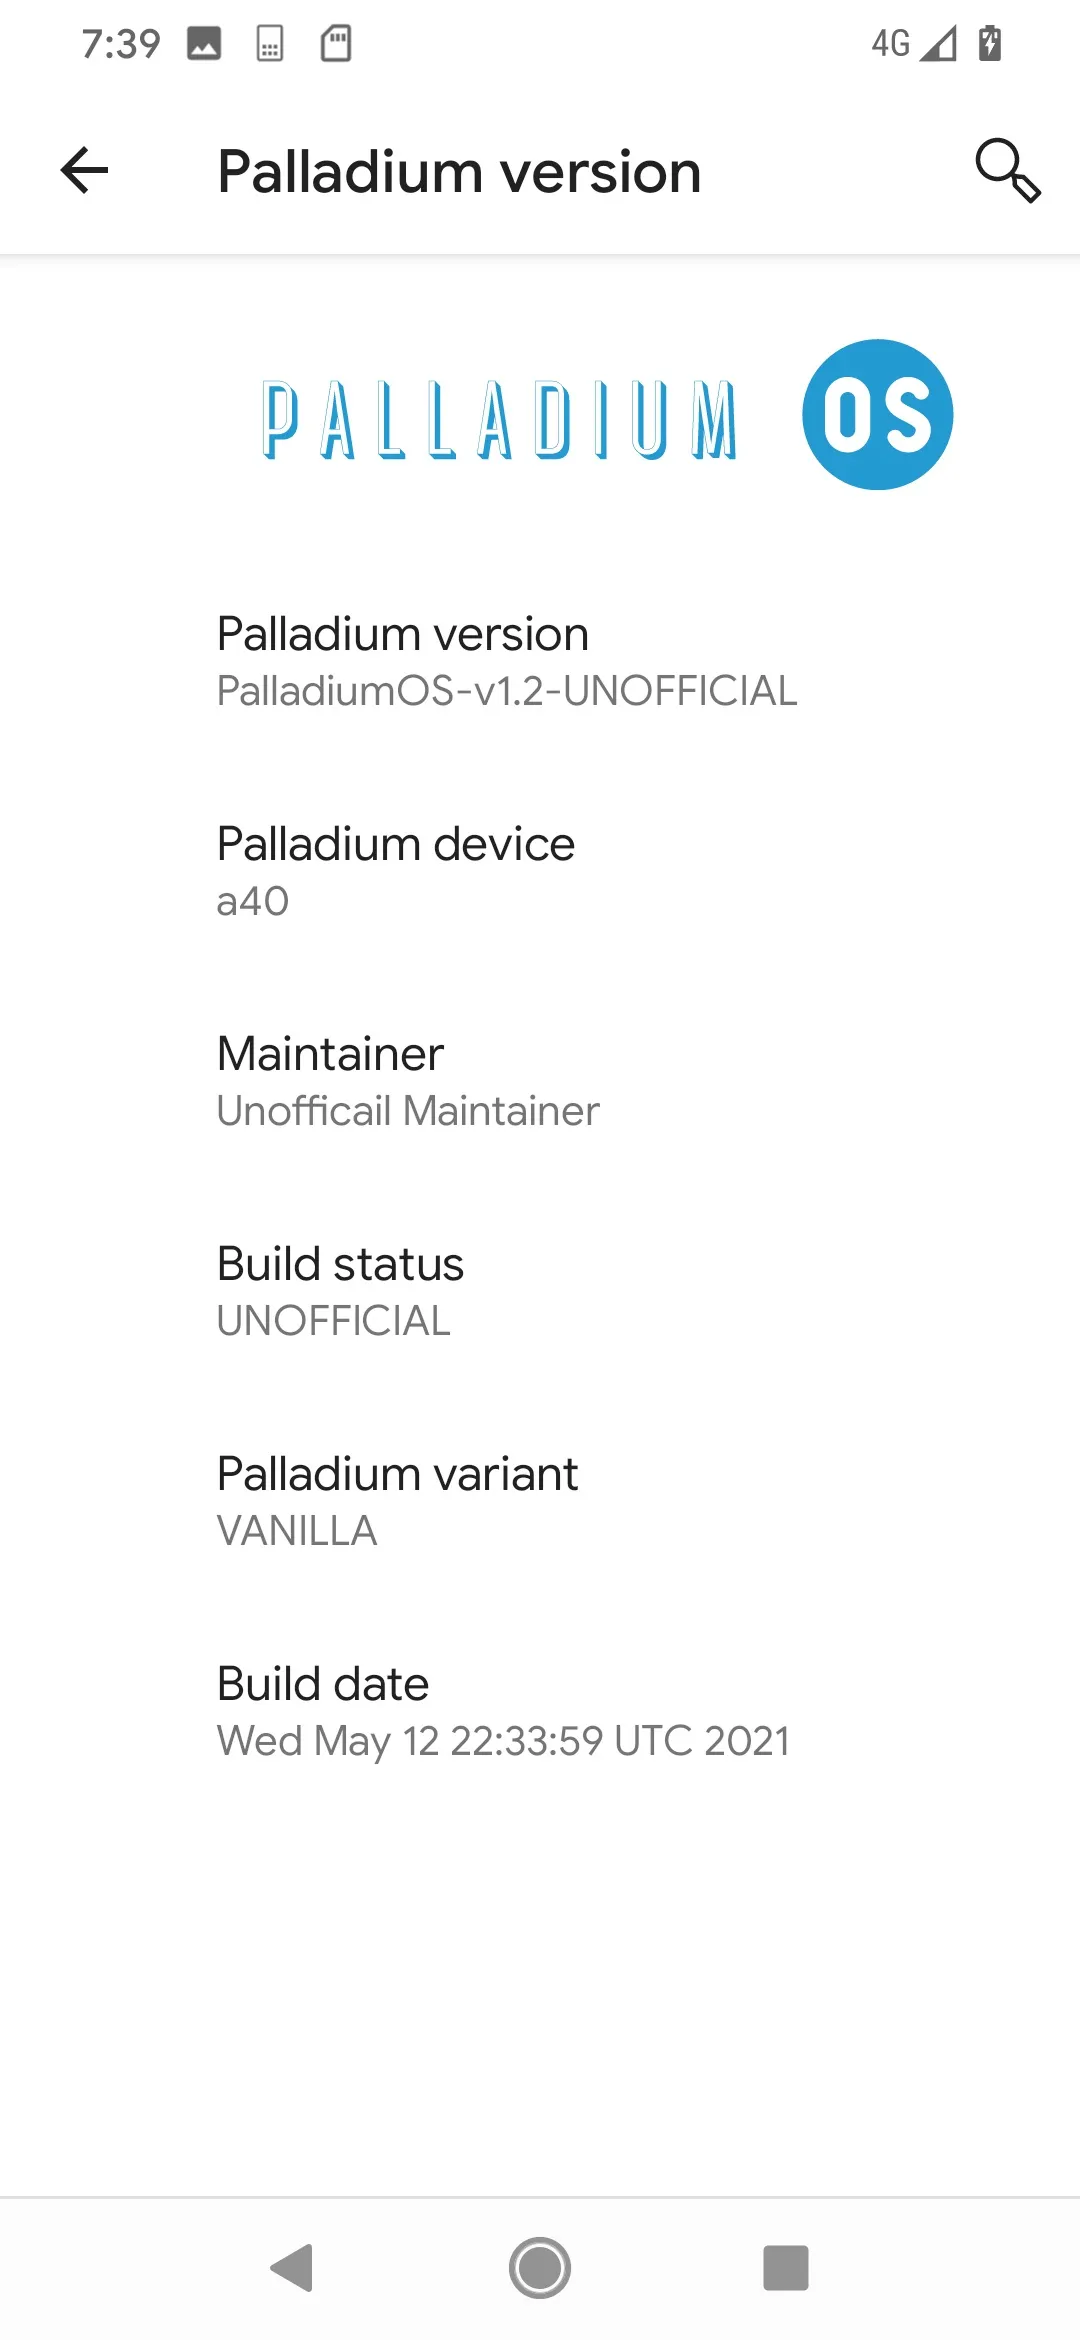 7:39
4G
Palladium version
PALLADIUM OS
Palladium version
PalladiumOS-v1.2-UNOFFICIAL
Palladium device
a40
Maintainer
Unofficail Maintainer
Build status
UNOFFICIAL
Palladium variant
VANILLA
Build date
Wed May 12 22:33:59 UTC 2021